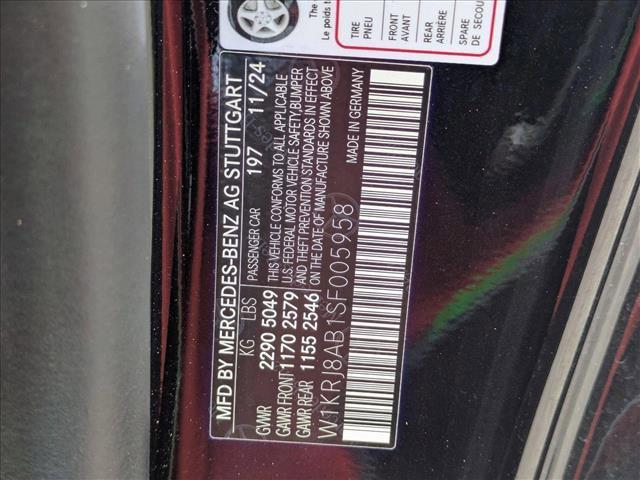 The
Le poids t
TIRE FRONT REAR SPARE
PNEU AVANT ARRIÈRE DE SECOU
MFD BY MERCEDES-BENZ AG STUTTGART
KG LBS PASSENGER CAR 197 11/24
GVWR 2290 5049 THIS VEHICLE CONFORMS TO ALL APPLICABLE
GAWR FRONT 1170 2579 U.S. FEDERAL MOTOR VEHICLE SAFETY, BUMPER
GAWR REAR 1155 2546 AND THEFT PREVENTION STANDARDS IN EFFECT
ON THE DATE OF MANUFACTURE SHOWN ABOVE
W1KRJ8AB1SF005958 MADE IN GERMANY